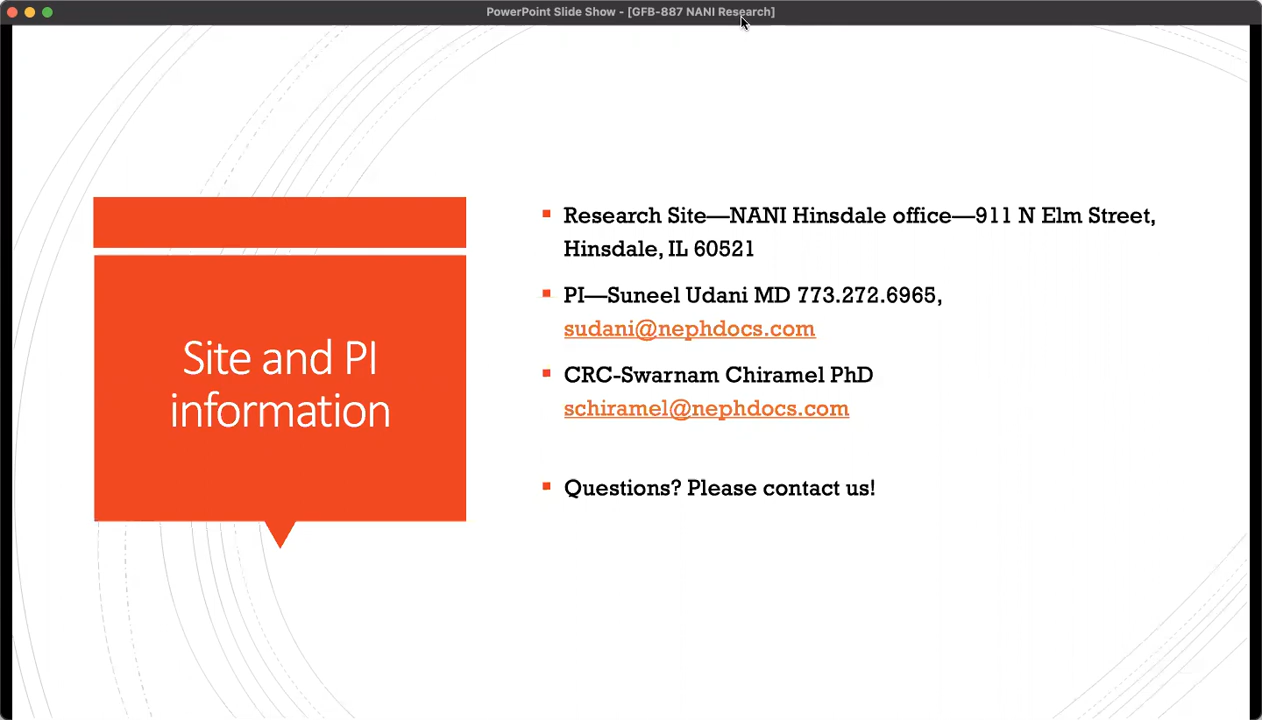 PowerPoint Slide Show - [GFB-887 NANI Research]
Site and PI
information
▪ Research Site—NANI Hinsdale office—911 N Elm Street,
Hinsdale, IL 60521
▪ PI—Suneel Udani MD 773.272.6965,
sudani@nephdocs.com
▪ CRC-Swarnam Chiramel PhD
schiramel@nephdocs.com
▪ Questions? Please contact us!